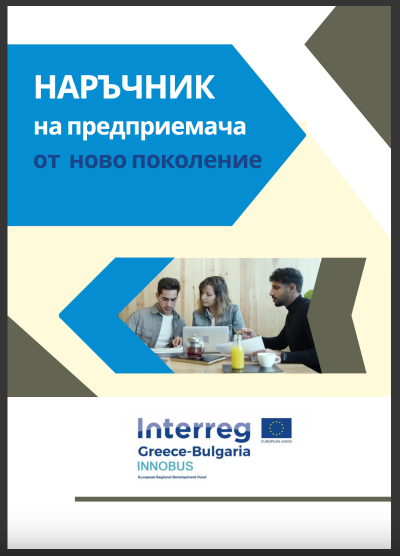 НАРЪЧНИК
на предприемача
от ново поколение
Interreg
EUROPEAN UNION
Greece-Bulgaria
INNOBUS
European Regional Development Fund